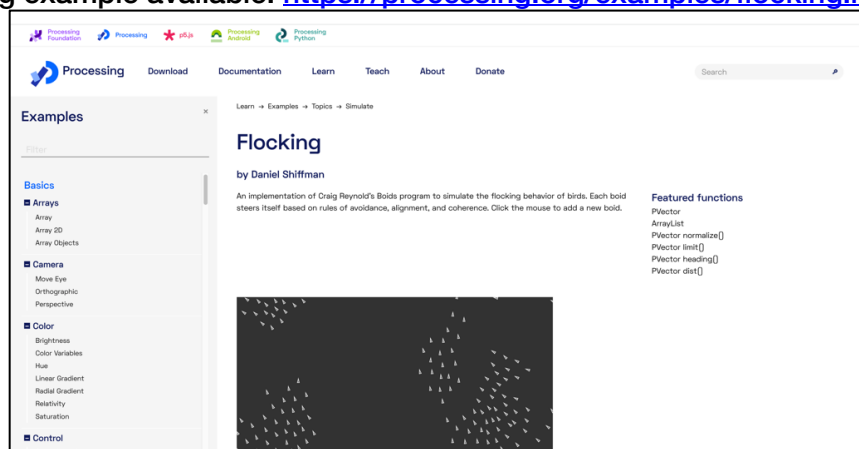 g example available: https://processing.org/examples/flocking.
Processing Foundation
Processing
p5.js
Processing Android
Processing Python
Processing
Download
Documentation
Learn
Teach
About
Donate
Search
Examples
×
Filter
Basics
Arrays
Array
Array 2D
Array Objects
Camera
Move Eye
Orthographic
Perspective
Color
Brightness
Color Variables
Hue
Linear Gradient
Radial Gradient
Relativity
Saturation
Control
Learn → Examples → Topics → Simulate
Flocking
by Daniel Shiffman
An implementation of Craig Reynold's Boids program to simulate the flocking behavior of birds. Each boid
steers itself based on rules of avoidance, alignment, and coherence. Click the mouse to add a new boid.
Featured functions
PVector
ArrayList
PVector normalize()
PVector limit()
PVector heading()
PVector dist()